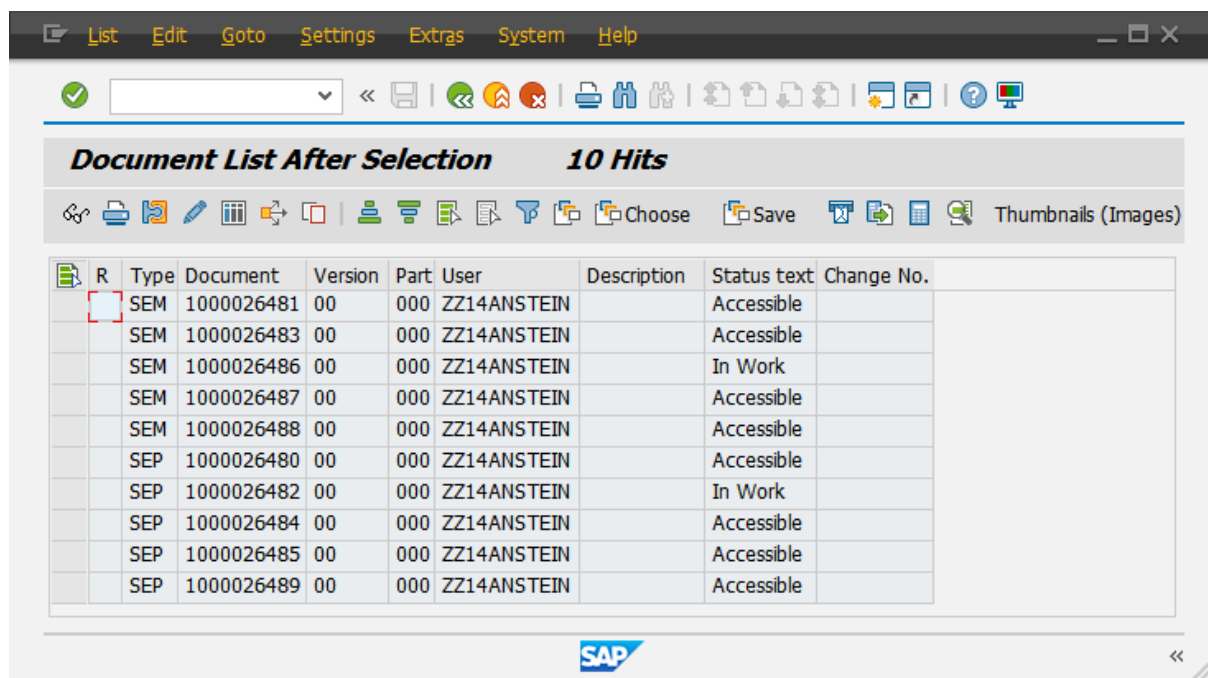 List Edit Goto Settings Extras System Help
Document List After Selection 10 Hits
Choose Save Thumbnails (Images)
R Type Document Version Part User Description Status text Change No.
SEM 1000026481 00 000 ZZ14ANSTEIN Accessible
SEM 1000026483 00 000 ZZ14ANSTEIN Accessible
SEM 1000026486 00 000 ZZ14ANSTEIN In Work
SEM 1000026487 00 000 ZZ14ANSTEIN Accessible
SEM 1000026488 00 000 ZZ14ANSTEIN Accessible
SEP 1000026480 00 000 ZZ14ANSTEIN Accessible
SEP 1000026482 00 000 ZZ14ANSTEIN In Work
SEP 1000026484 00 000 ZZ14ANSTEIN Accessible
SEP 1000026485 00 000 ZZ14ANSTEIN Accessible
SEP 1000026489 00 000 ZZ14ANSTEIN Accessible
SAP